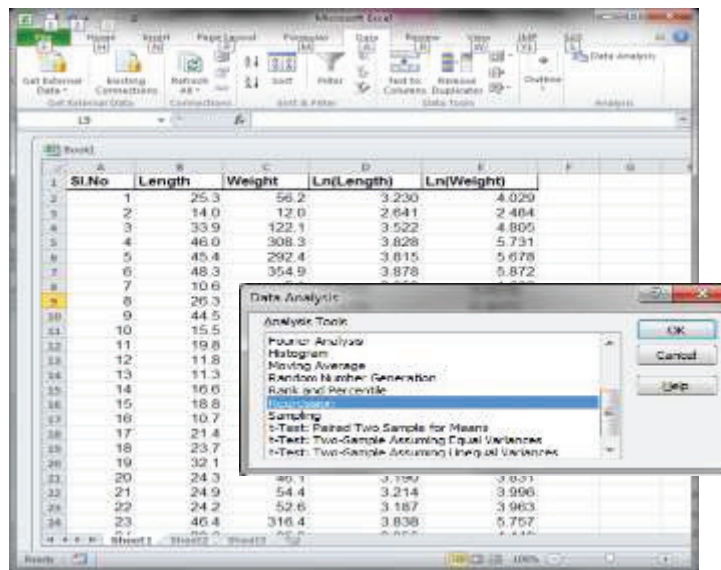 Microsoft Excel
Home Insert Page Layout Formulas Data Review View
Get External Data Existing Connections Refresh All Sort Filter Text to Columns Remove Duplicates Outline Data Analysis
Get External Data Connections Sort & Filter Data Tools Analysis
L9
Book1
A B C D E F G
1 Sl.No Length Weight Ln(Length) Ln(Weight)
2 1 25.3 56.2 3.230 4.029
3 2 14.0 12.0 2.641 2.484
4 3 33.9 122.1 3.522 4.805
5 4 46.0 308.3 3.828 5.731
6 5 45.4 292.4 3.815 5.678
7 6 48.3 354.9 3.878 5.872
8 7 10.6
9 8 26.3
10 9 44.5
11 10 15.5
12 11 19.8
13 12 11.8
14 13 11.3
15 14 16.6
16 15 18.8
18 16 10.7
18 17 21.4
19 18 23.7
20 19 32.1
21 20 24.3 46.1 3.190 3.831
22 21 24.9 54.4 3.214 3.996
23 22 24.2 52.6 3.187 3.963
24 23 46.4 316.4 3.838 5.757
Sheet1 Sheet2 Sheet3
Ready 100%
Data Analysis
Analysis Tools
Fourier Analysis
Histogram
Moving Average
Random Number Generation
Rank and Percentile
Regression
Sampling
t-Test: Paired Two Sample for Means
t-Test: Two-Sample Assuming Equal Variances
t-Test: Two-Sample Assuming Unequal Variances
OK
Cancel
Help